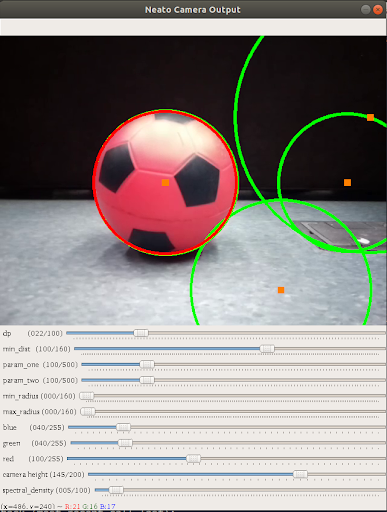 Neato Camera Output
dp (022/100)
min_dist (100/160)
param_one (100/500)
param_two (100/500)
min_radius (000/160)
max_radius (000/160)
blue (040/255)
green (040/255)
red (100/255)
camera height (145/200)
spectral_density (005/100)
(x=486, y=240) ~ R:21 G:16 B:17